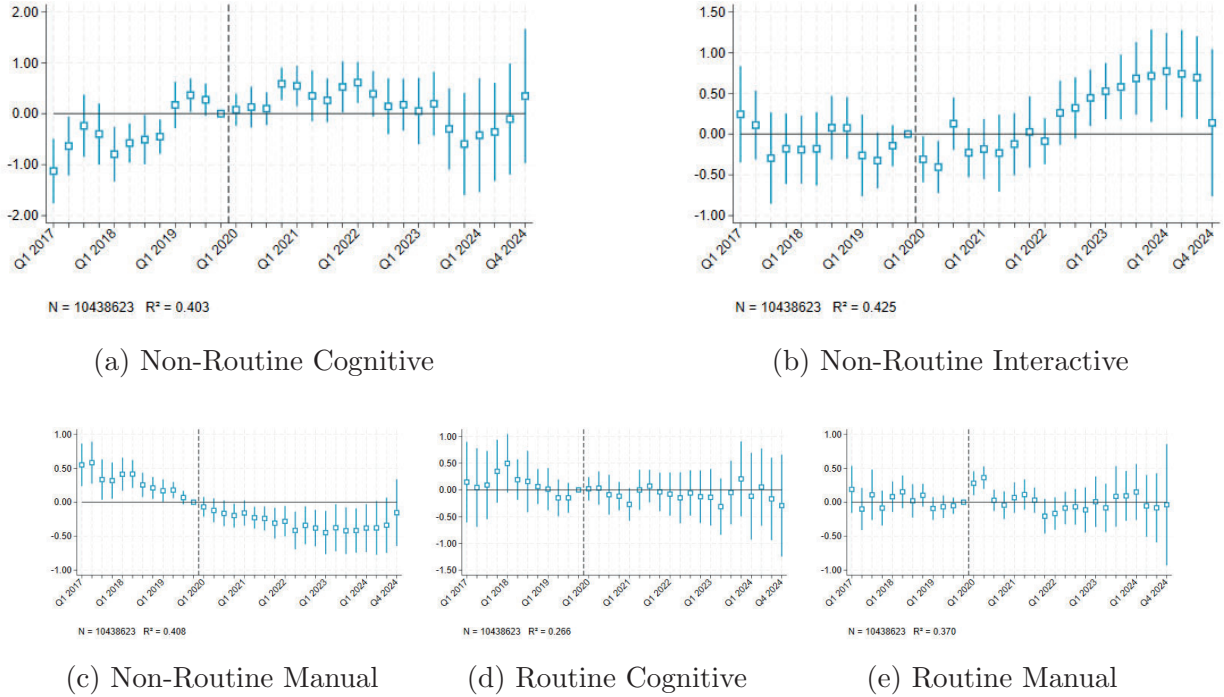 2.00
1.00
0.00
-1.00
-2.00
Q1 2017
Q1 2018
Q1 2019
Q1 2020
Q1 2021
Q1 2022
Q1 2023
Q1 2024
Q4 2024
N = 10438623 R² = 0.403
(a) Non-Routine Cognitive
1.50
1.00
0.50
0.00
-0.50
-1.00
Q1 2017
Q1 2018
Q1 2019
Q1 2020
Q1 2021
Q1 2022
Q1 2023
Q1 2024
Q4 2024
N = 10438623 R² = 0.425
(b) Non-Routine Interactive
1.00
0.50
0.00
-0.50
-1.00
Q1 2017
Q1 2018
Q1 2019
Q1 2020
Q1 2021
Q1 2022
Q1 2023
Q1 2024
Q4 2024
N = 10438623 R² = 0.408
(c) Non-Routine Manual
1.00
0.50
0.00
-0.50
-1.00
-1.50
Q1 2017
Q1 2018
Q1 2019
Q1 2020
Q1 2021
Q1 2022
Q1 2023
Q1 2024
Q4 2024
N = 10438623 R² = 0.266
(d) Routine Cognitive
1.00
0.50
0.00
-0.50
-1.00
Q1 2017
Q1 2018
Q1 2019
Q1 2020
Q1 2021
Q1 2022
Q1 2023
Q1 2024
Q4 2024
N = 10438623 R² = 0.370
(e) Routine Manual